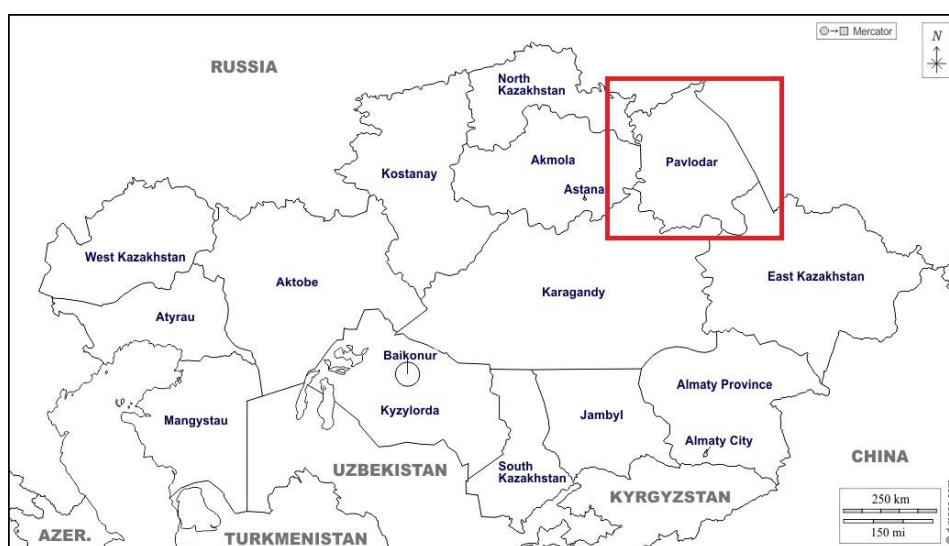 Mercator
N
RUSSIA
North
Kazakhstan
Kostanay
Akmola
Astana
Pavlodar
West Kazakhstan
Aktobe
Karagandy
East Kazakhstan
Atyrau
Baikonur
Mangystau
Kyzylorda
Jambyl
Almaty Province
Almaty City
UZBEKISTAN
South
Kazakhstan
KYRGYZSTAN
CHINA
AZER.
TURKMENISTAN
250 km
150 mi